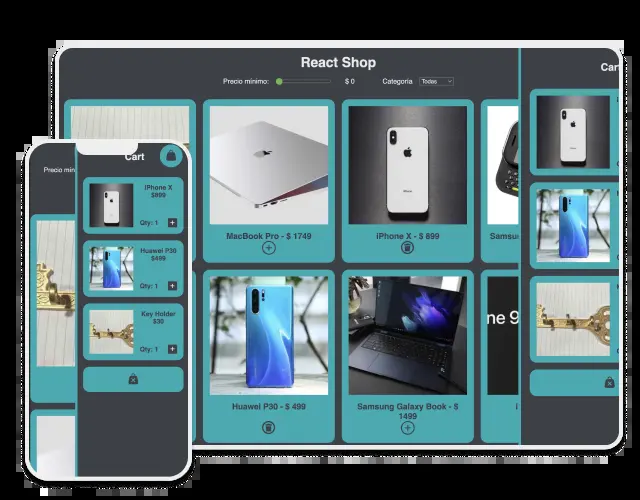 React Shop
Precio mínimo:
$ 0
Categoría
Todas
MacBook Pro - $ 1749
iPhone X - $ 899
Samsu
Huawei P30 - $ 499
Samsung Galaxy Book - $
1499
ne 9
Car
Precio mín
Cart
iPhone X
$899
Qty: 1
Huawei P30
$499
Qty: 1
Key Holder
$30
Qty: 1